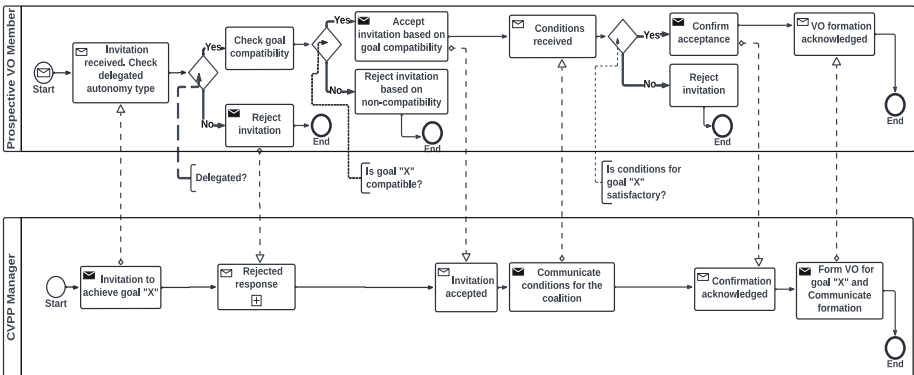 Prospective VO Member
Start
Invitation
received. Check
delegated
autonomy type
Yes
No
Check goal
compatibility
Reject
invitation
End
Delegated?
Yes
No
Accept
invitation based on
goal compatibility
Reject invitation
based on
non-compatibility
End
Is goal "X"
compatible?
Conditions
received
Yes
No
Is conditions for
goal "X"
satisfactory?
Confirm
acceptance
Reject
invitation
End
VO formation
acknowledged
End
CVPP Manager
Start
Invitation to
achieve goal "X"
Rejected
response
Invitation
accepted
Communicate
conditions for the
coalition
Confirmation
acknowledged
Form VO for
goal "X" and
Communicate
formation
End